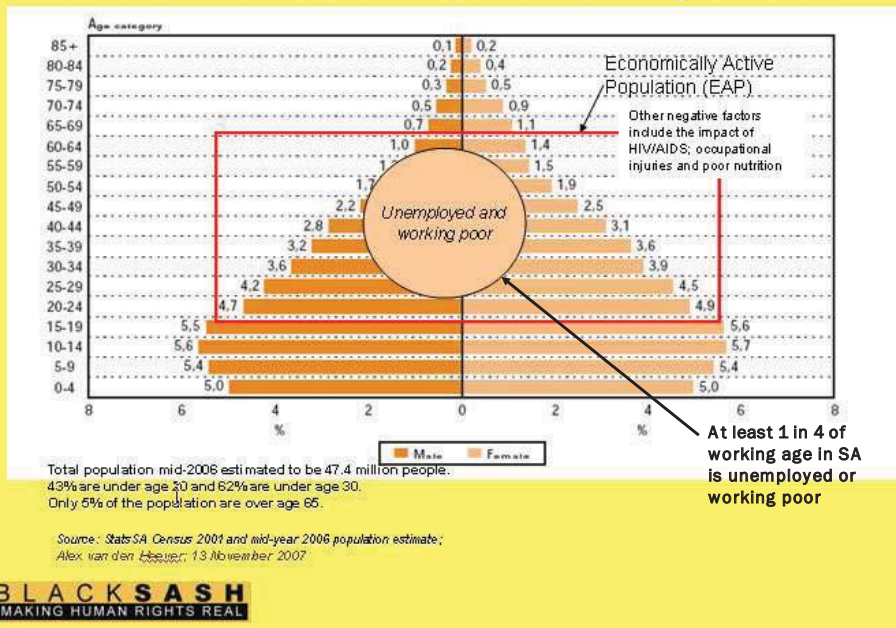 Age category
85+ 0,1 0,2
80-84 0,2 0,4
75-79 0,3 0,5
70-74 0,5 0,9
65-69 0,7 1,1
60-64 1,0 1,4
55-59 1,5
50-54 1,7 1,9
45-49 2,2 2,5
40-44 2,8 3,1
35-39 3,2 3,6
30-34 3,6 3,9
25-29 4,2 4,5
20-24 4,7 4,9
15-19 5,5 5,6
10-14 5,6 5,7
5-9 5,4 5,4
0-4 5,0 5,0
8 6 4 2 0 2 4 6 8
% %
Male Female
Economically Active
Population (EAP)
Other negative factors
include the impact of
HIV/AIDS; occupational
injuries and poor nutrition
Unemployed and
working poor
At least 1 in 4 of
working age in SA
is unemployed or
working poor
Total population mid-2006 estimated to be 47.4 million people.
43% are under age 20 and 62% are under age 30.
Only 5% of the population are over age 65.
Source: StatsSA Census 2001 and mid-year 2006 population estimate;
Alex van den Heever; 13 November 2007
BLACK SASH
MAKING HUMAN RIGHTS REAL